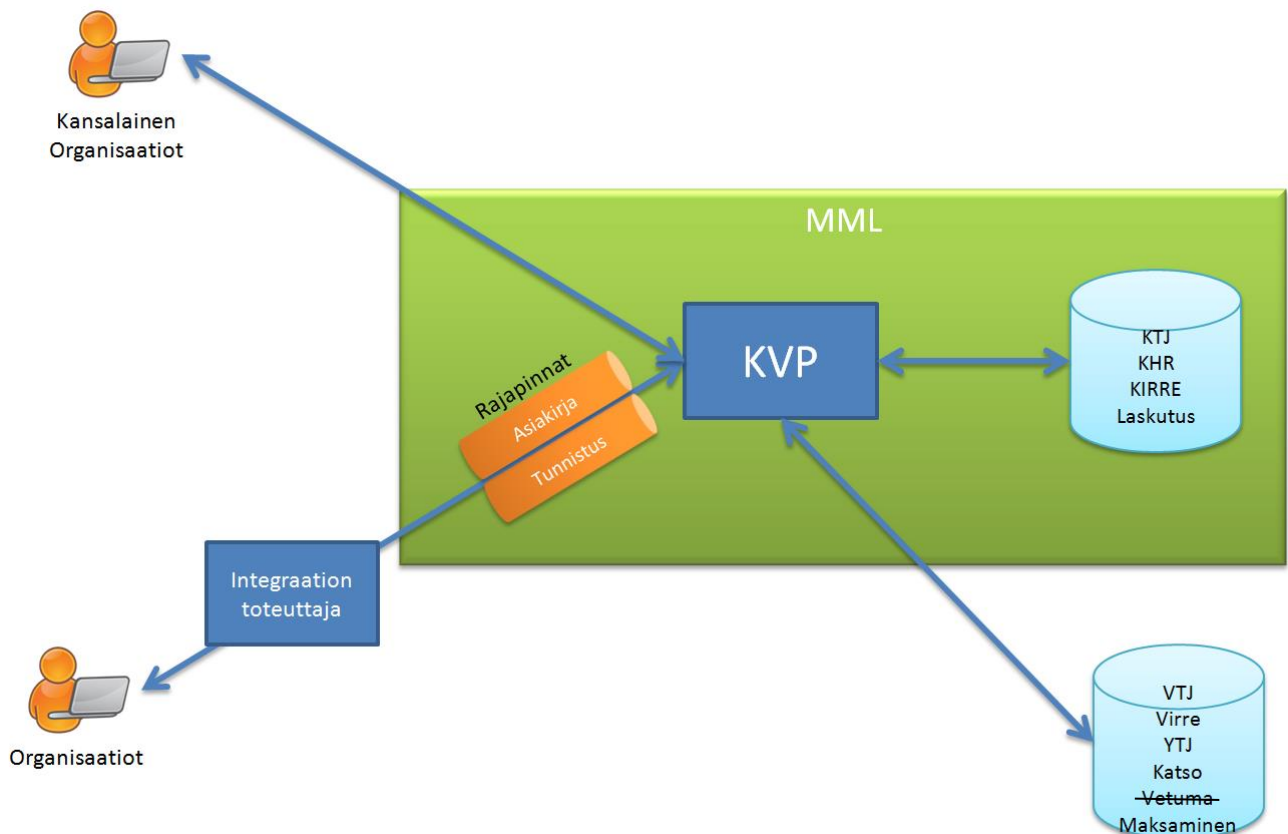 Kansalainen
Organisaatiot
MML
KVP
KTJ
KHR
KIRRE
Laskutus
Rajapinnat
Asiakirja
Tunnistus
Integraation
toteuttaja
Organisaatiot
VTJ
Virre
YTJ
Katso
Vetuma
Maksaminen